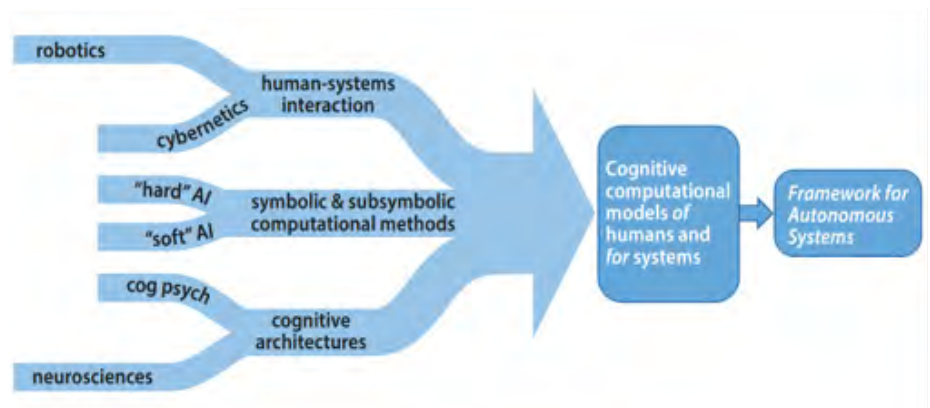 robotics
human-systems
interaction
cybernetics
"hard" AI
symbolic & subsymbolic
computational methods
"soft" AI
cog psych
cognitive
architectures
neurosciences
Cognitive
computational
models of
humans and
for systems
Framework for
Autonomous
Systems